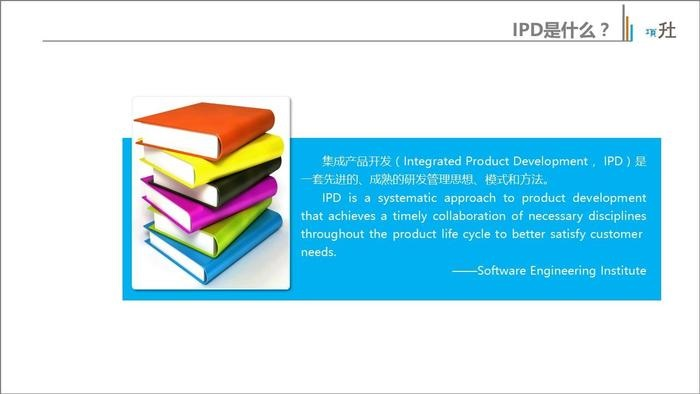 IPD是什么？
項升
集成产品开发（Integrated Product Development， IPD）是
一套先进的、成熟的研发管理思想、模式和方法。
IPD is a systematic approach to product development
that achieves a timely collaboration of necessary disciplines
throughout the product life cycle to better satisfy customer
needs.
——Software Engineering Institute